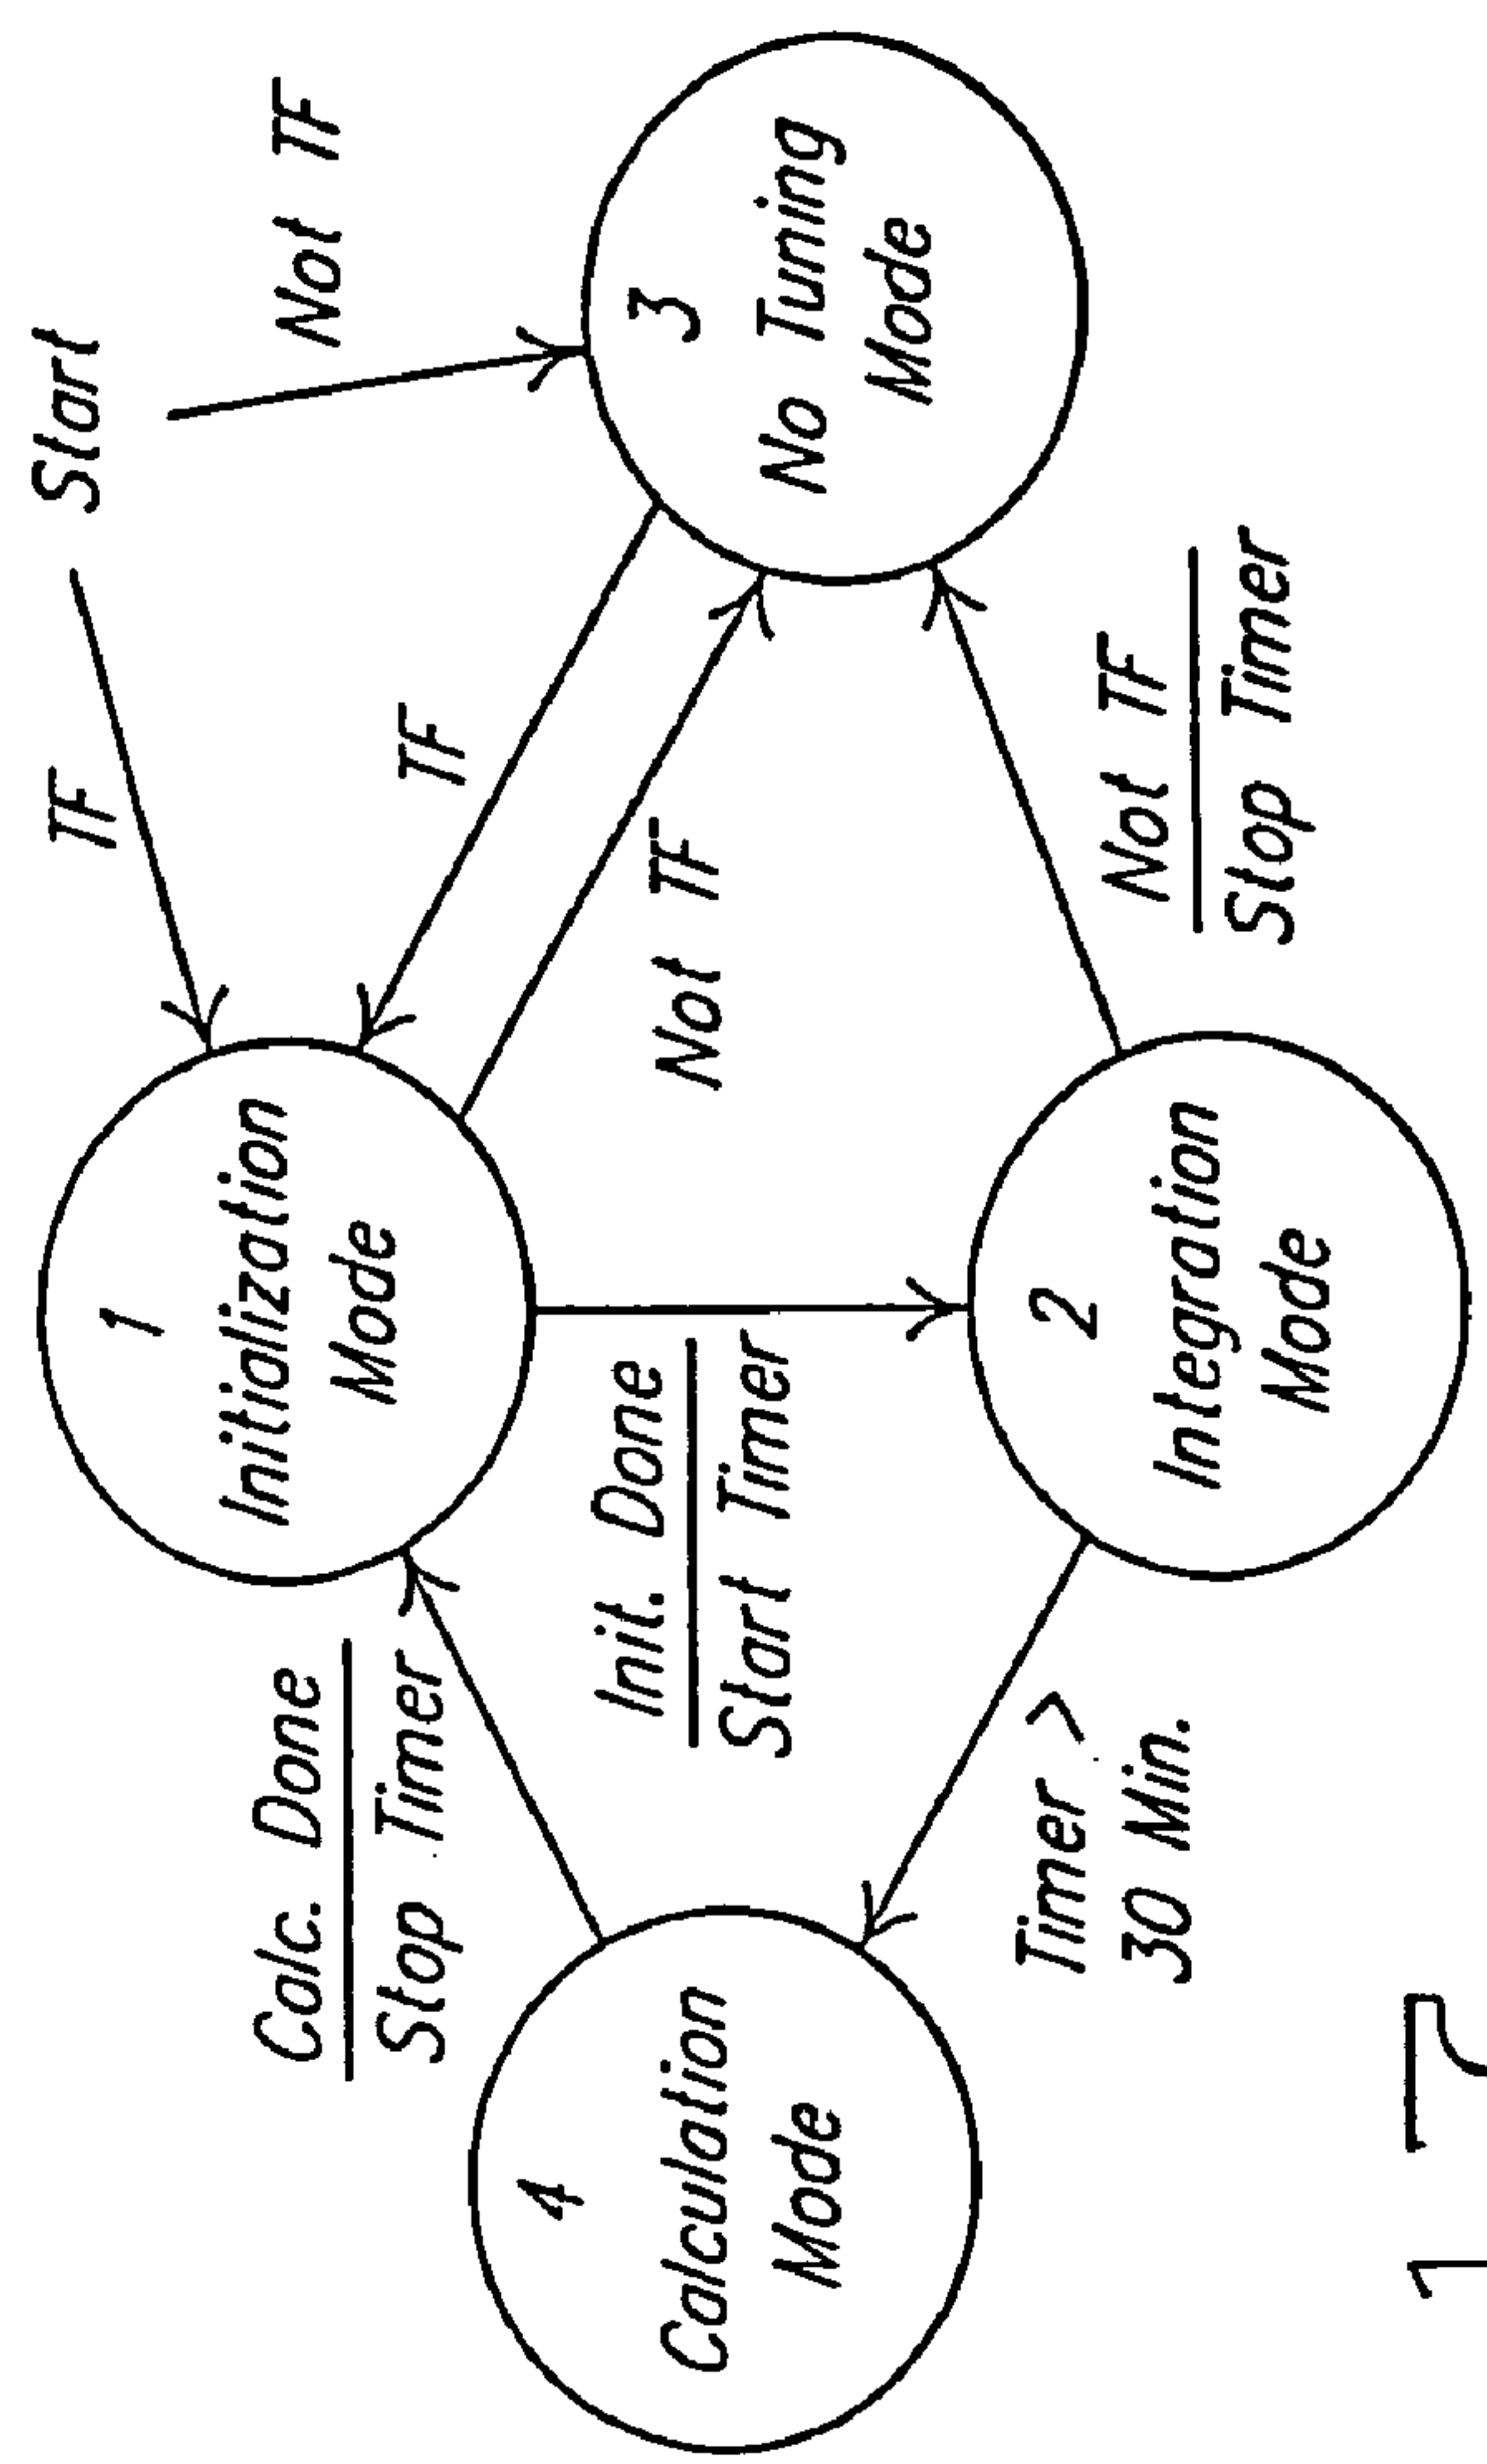 Start
TF
Not TF
1
Initialization
Mode
TF
Not TF
3
No Tuning
Mode
Calc. Done
Stop Timer
Init. Done
Start Timer
4
Calculation
Mode
2
Integration
Mode
Timer >
30 Min.
Not TF
Stop Timer